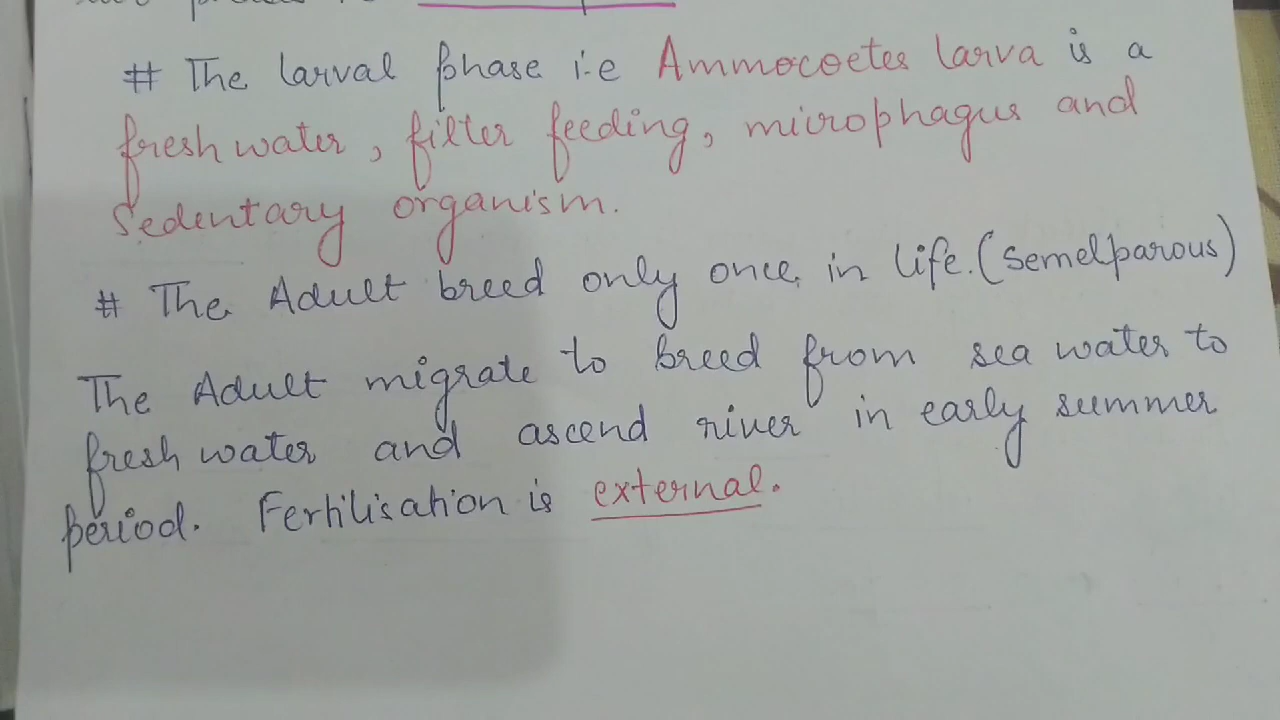 # The larval phase i.e Ammocoetes larva is a
fresh water, filter feeding, microphagus and
Sedentary organism.
# The Adult breed only once in life. (Semelparous)
The Adult migrate to breed from sea water to
fresh water and ascend river in early summer
period. Fertilisation is external.